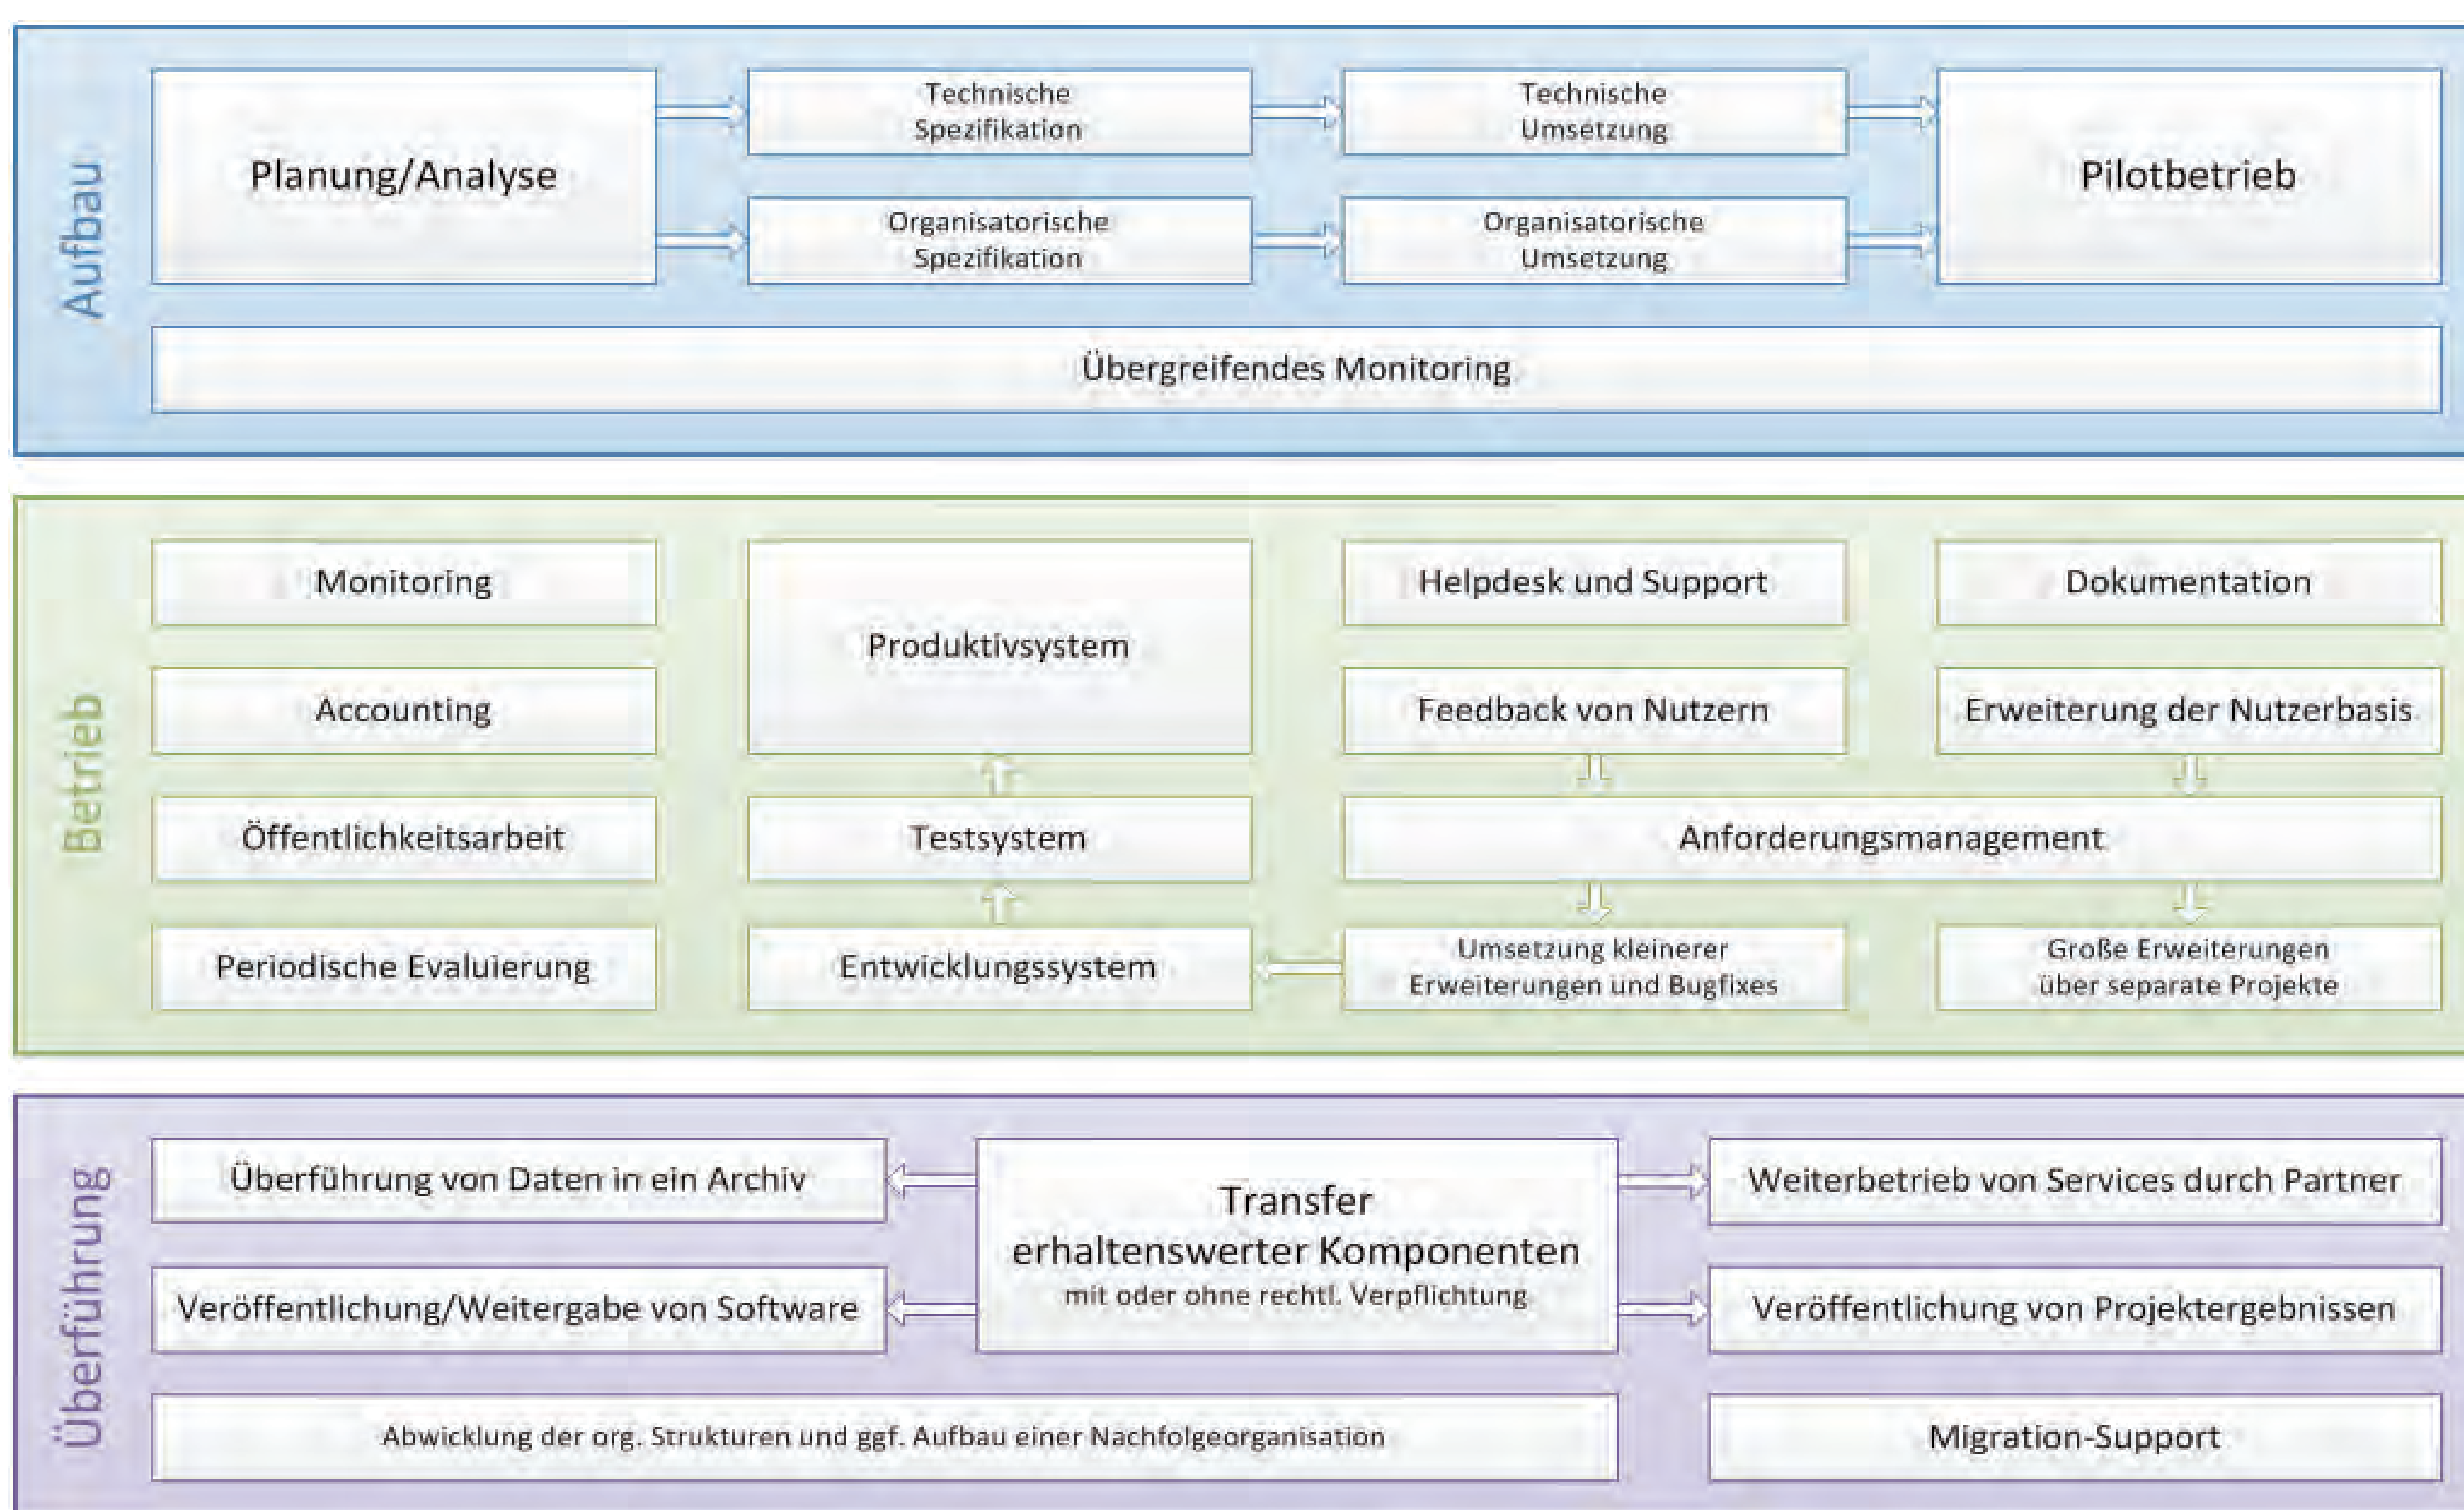 Aufbau
Planung/Analyse
Technische
Spezifikation
Technische
Umsetzung
Organisatorische
Spezifikation
Organisatorische
Umsetzung
Pilotbetrieb
Übergreifendes Monitoring
Betrieb
Monitoring
Accounting
Öffentlichkeitsarbeit
Periodische Evaluierung
Produktivsystem
Testsystem
Entwicklungssystem
Helpdesk und Support
Dokumentation
Feedback von Nutzern
Erweiterung der Nutzerbasis
Anforderungsmanagement
Umsetzung kleinerer
Erweiterungen und Bugfixes
Große Erweiterungen
über separate Projekte
Überführung
Überführung von Daten in ein Archiv
Veröffentlichung/Weitergabe von Software
Transfer
erhaltenswerter Komponenten
mit oder ohne rechtl. Verpflichtung
Weiterbetrieb von Services durch Partner
Veröffentlichung von Projektergebnissen
Abwicklung der org. Strukturen und ggf. Aufbau einer Nachfolgeorganisation
Migration-Support